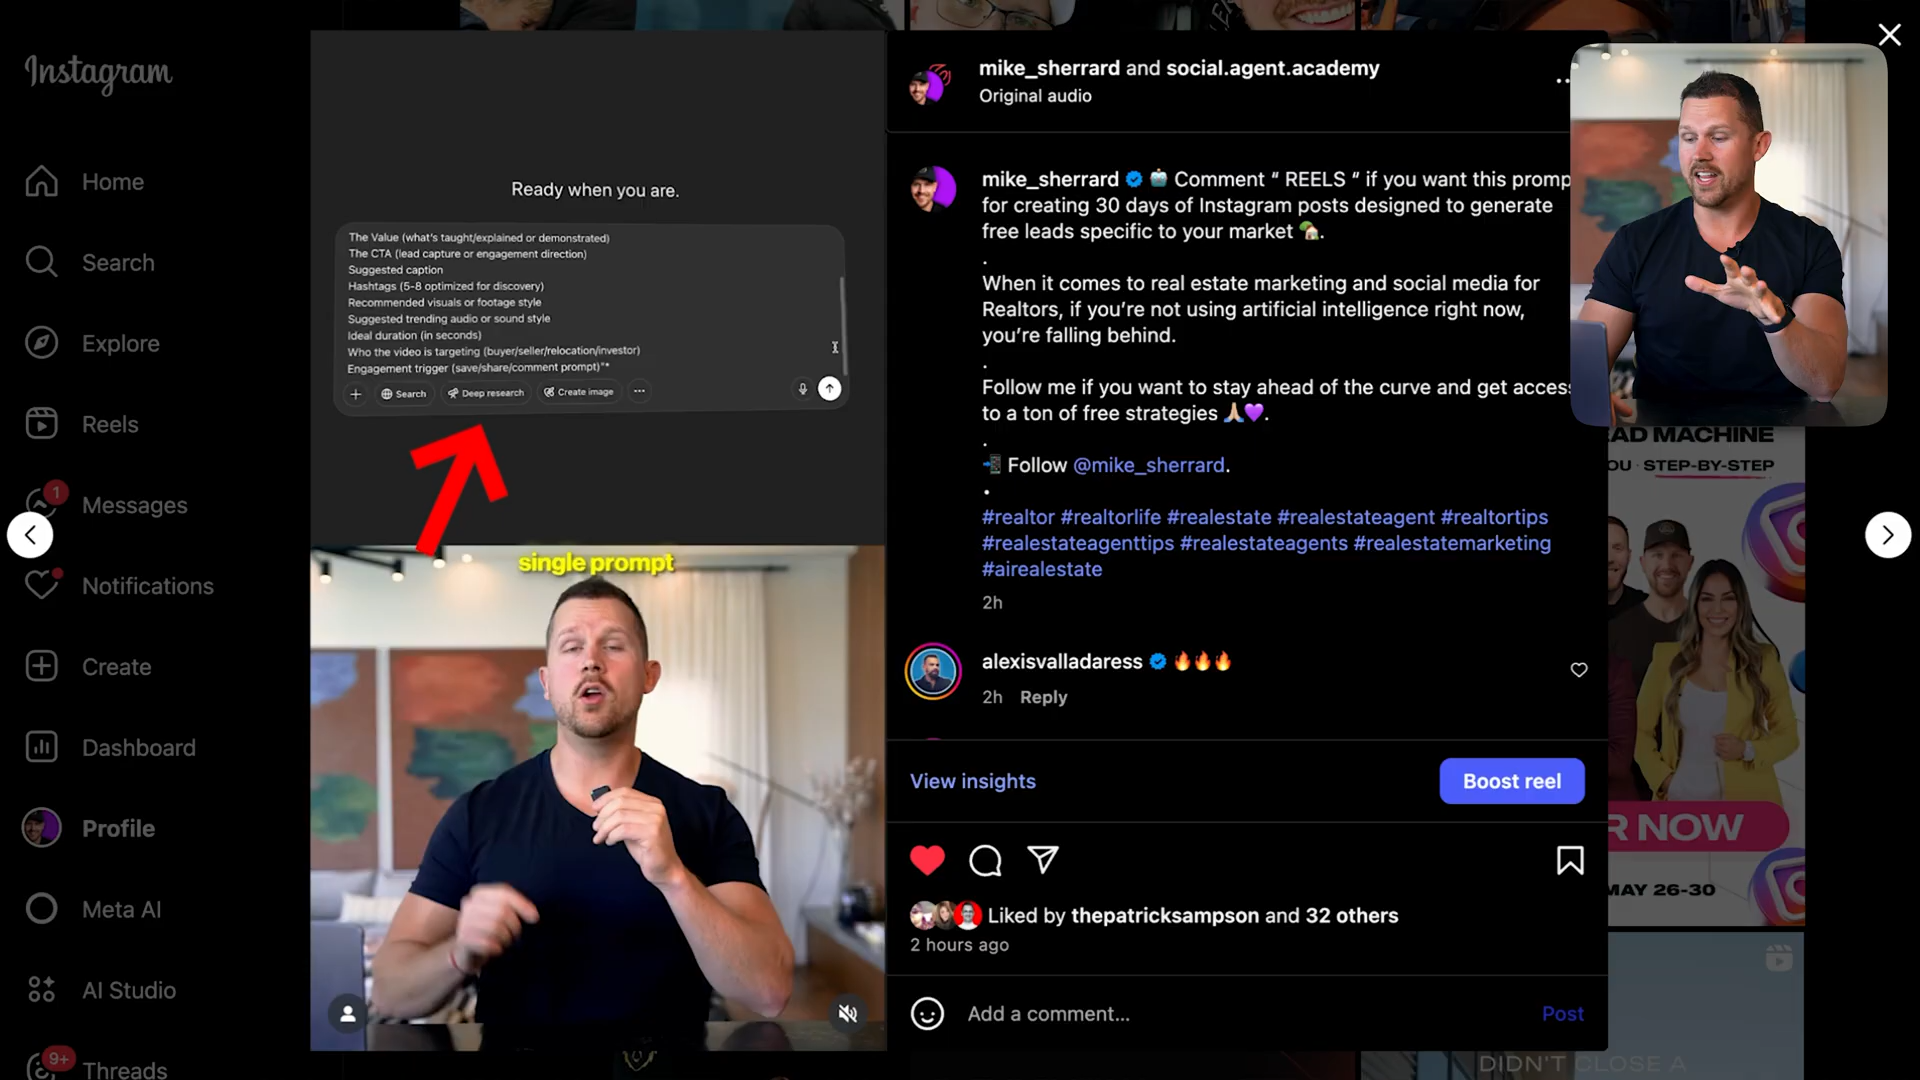 Instagram
Home
Search
Explore
Reels
1
Messages
Notifications
Create
Dashboard
Profile
Meta AI
AI Studio
9+
Threads
Ready when you are.
The Value (what's taught/explained or demonstrated)
The CTA (lead capture or engagement direction)
Suggested caption
Hashtags (5-8 optimized for discovery)
Recommended visuals or footage style
Suggested trending audio or sound style
Ideal duration (in seconds)
Who the video is targeting (buyer/seller/relocation/investor)
Engagement trigger (save/share/comment prompt)"*
Search
Deep research
Create image
single prompt
mike_sherrard and social.agent.academy
Original audio
mike_sherrard Comment “ REELS “ if you want this promp
for creating 30 days of Instagram posts designed to generate
free leads specific to your market .
.
When it comes to real estate marketing and social media for
Realtors, if you’re not using artificial intelligence right now,
you’re falling behind.
.
Follow me if you want to stay ahead of the curve and get access
to a ton of free strategies 🙏🏼💜.
.
📲 Follow @mike_sherrard.
.
#realtor #realtorlife #realestate #realestateagent #realtortips
#realestateagenttips #realestateagents #realestatemarketing
#airealestate
2h
alexisvalladaress 🔥🔥🔥
2h Reply
View insights
Boost reel
Liked by thepatricksampson and 32 others
2 hours ago
Add a comment...
Post
EAD MACHINE
OU · STEP-BY-STEP
R NOW
MAY 26-30
DIDN'T CLOSE A